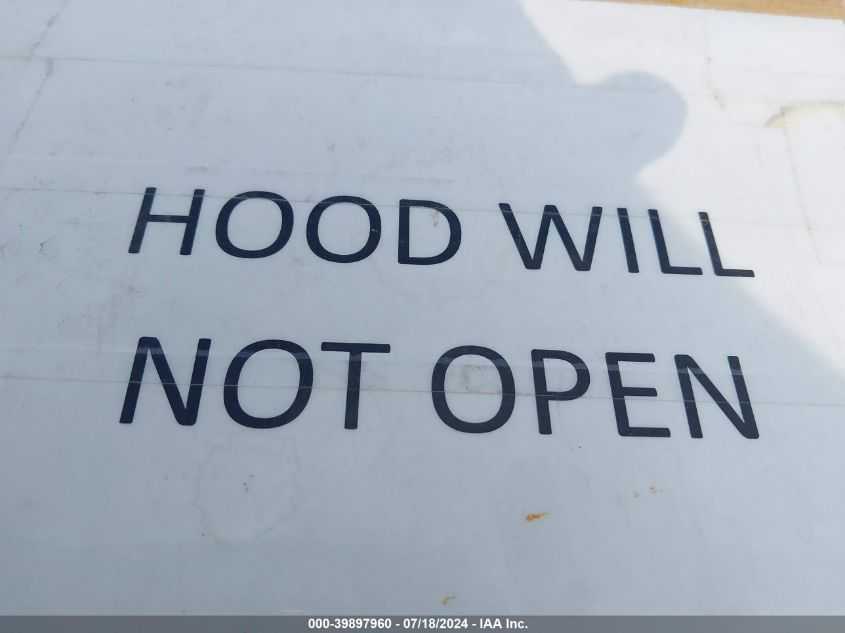 HOOD WILL
NOT OPEN
000-39897960 - 07/18/2024 - IAA Inc.